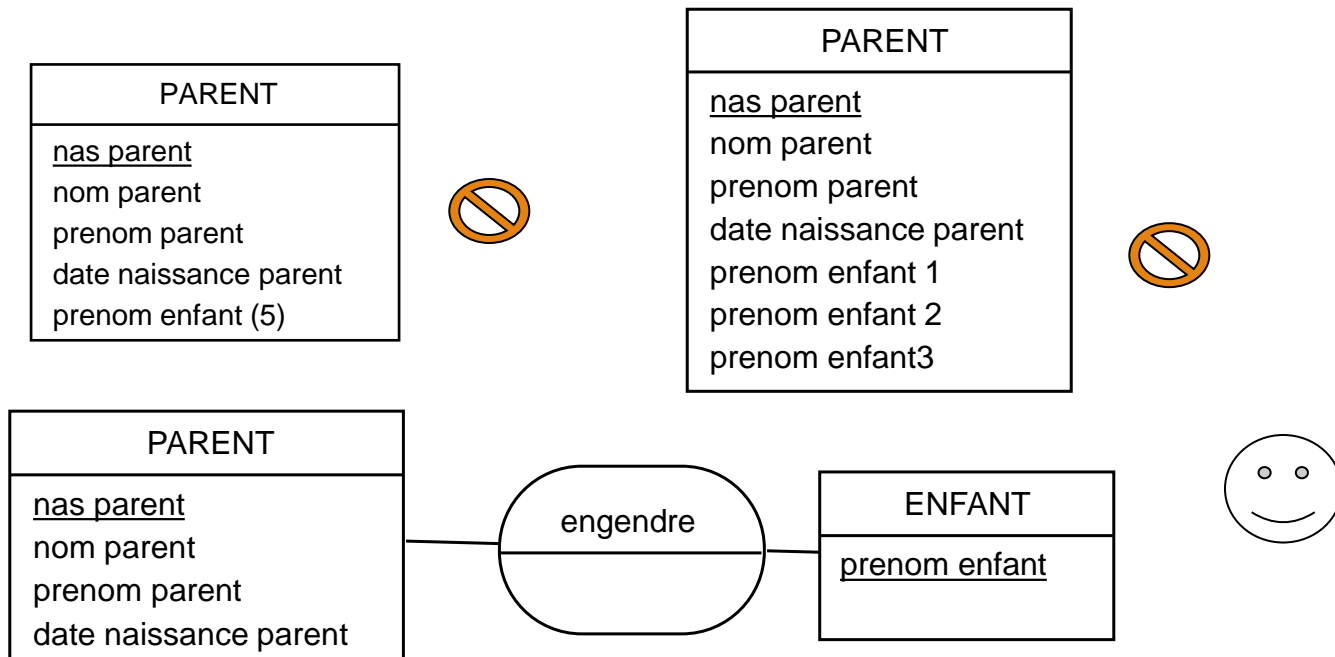 PARENT
nas parent
nom parent
prenom parent
date naissance parent
prenom enfant (5)
PARENT
nas parent
nom parent
prenom parent
date naissance parent
prenom enfant 1
prenom enfant 2
prenom enfant3
PARENT
nas parent
nom parent
prenom parent
date naissance parent
engendre
ENFANT
prenom enfant